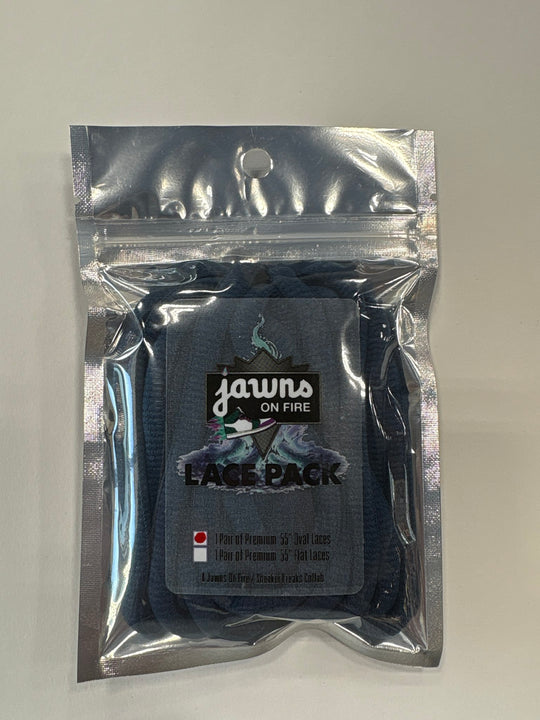 jawns
ON FIRE
LACE PACK
1 Pair of Premium 55" Oval Laces
1 Pair of Premium 55" Flat Laces
A Jawns On Fire / Sneaker Freaks Collab